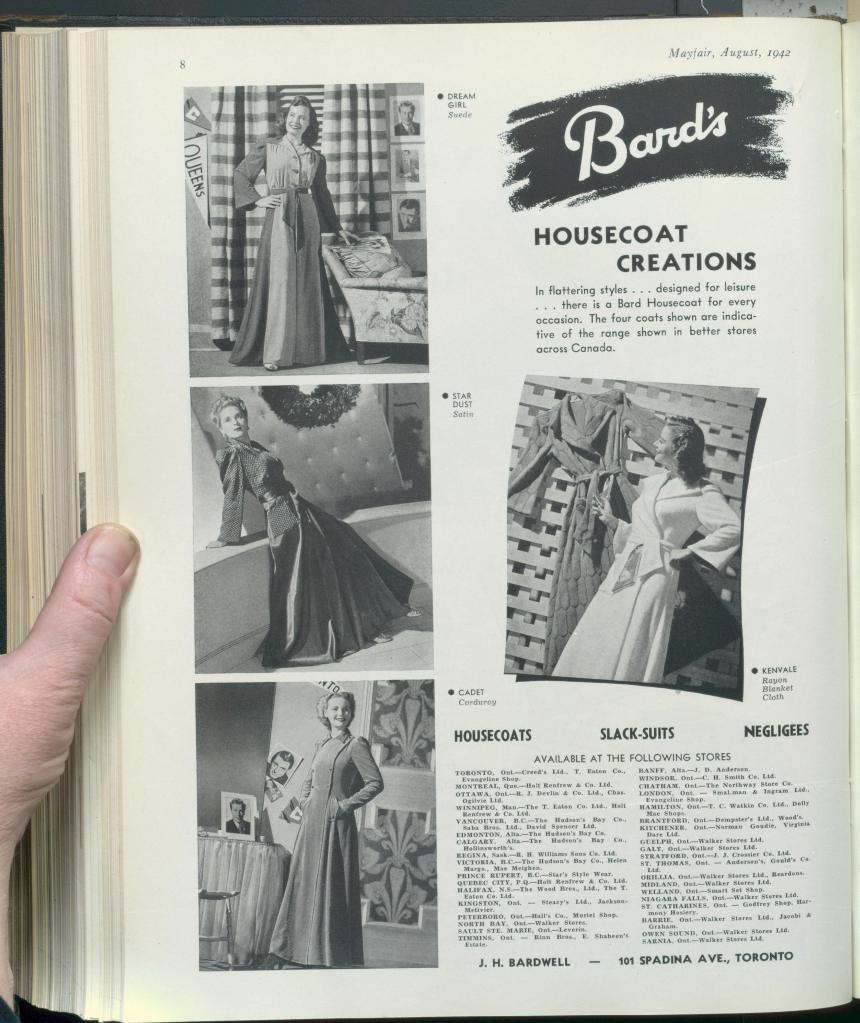 8
Mayfair, August, 1942
QUEENS
● DREAM
GIRL
Suede
Bard's
HOUSECOAT
CREATIONS
In flattering styles . . . designed for leisure
. . . there is a Bard Housecoat for every
occasion. The four coats shown are indica-
tive of the range shown in better stores
across Canada.
● STAR
DUST
Satin
● KENVALE
Rayon
Blanket
Cloth
● CADET
Corduroy
HOUSECOATS SLACK-SUITS NEGLIGEES
AVAILABLE AT THE FOLLOWING STORES
TORONTO, Ont.—Creed's Ltd., T. Eaton Co.,
Evangeline Shop.
MONTREAL, Que.—Holt Renfrew & Co. Ltd.
OTTAWA, Ont.—R. J. Devlin & Co. Ltd., Chas.
Ogilvie Ltd.
WINNIPEG, Man.—The T. Eaton Co. Ltd., Holt
Renfrew & Co. Ltd.
VANCOUVER, B.C.—The Hudson's Bay Co.,
Saba Bros. Ltd., David Spencer Ltd.
EDMONTON, Alta.—The Hudson's Bay Co.
CALGARY, Alta.—The Hudson's Bay Co.,
Hollinsworth's.
REGINA, Sask.—R. H. Williams Sons Co. Ltd.
VICTORIA, B.C.—The Hudson's Bay Co., Helen
Margo., Mae Meighen.
PRINCE RUPERT, B.C.—Star's Style Wear.
QUEBEC CITY, P.Q.—Holt Renfrew & Co. Ltd.
HALIFAX, N.S.—The Wood Bros., Ltd., The T.
Eaton Co. Ltd.
KINGSTON, Ont. — Steacy's Ltd., Jackson-
Metivier.
PETERBORO, Ont.—Hall's Co., Muriel Shop.
NORTH BAY, Ont.—Walker Stores.
SAULT STE. MARIE, Ont.—Leverin.
TIMMINS, Ont. — Binn Bros., E. Shaheen's
Estate.
BANFF, Alta.—J. D. Anderson.
WINDSOR, Ont.—C. H. Smith Co. Ltd.
CHATHAM, Ont.—The Northway Store Co.
LONDON, Ont. — Smallman & Ingram Ltd.,
Evangeline Shop.
HAMILTON, Ont.—T. C. Watkin Co. Ltd., Dolly
Mae Shops.
BRANTFORD, Ont.—Dempster's Ltd., Wood's.
KITCHENER, Ont.—Norman Goudie, Virginia
Dare Ltd.
GUELPH, Ont.—Walker Stores Ltd.
GALT, Ont.—Walker Stores Ltd.
STRATFORD, Ont.—J. J. Crossier Co. Ltd.
ST. THOMAS, Ont. — Anderson's, Gould's Co.
Ltd.
ORILLIA, Ont.—Walker Stores Ltd., Reardons.
MIDLAND, Ont.—Walker Stores Ltd.
WELLAND, Ont.—Smart Set Shop.
NIAGARA FALLS, Ont.—Walker Stores Ltd.
ST. CATHARINES, Ont. — Godfrey Shop, Har-
mony Hosiery.
BARRIE, Ont.—Walker Stores Ltd., Jacobi &
Graham.
OWEN SOUND, Ont.—Walker Stores Ltd.
SARNIA, Ont.—Walker Stores Ltd.
J. H. BARDWELL — 101 SPADINA AVE., TORONTO